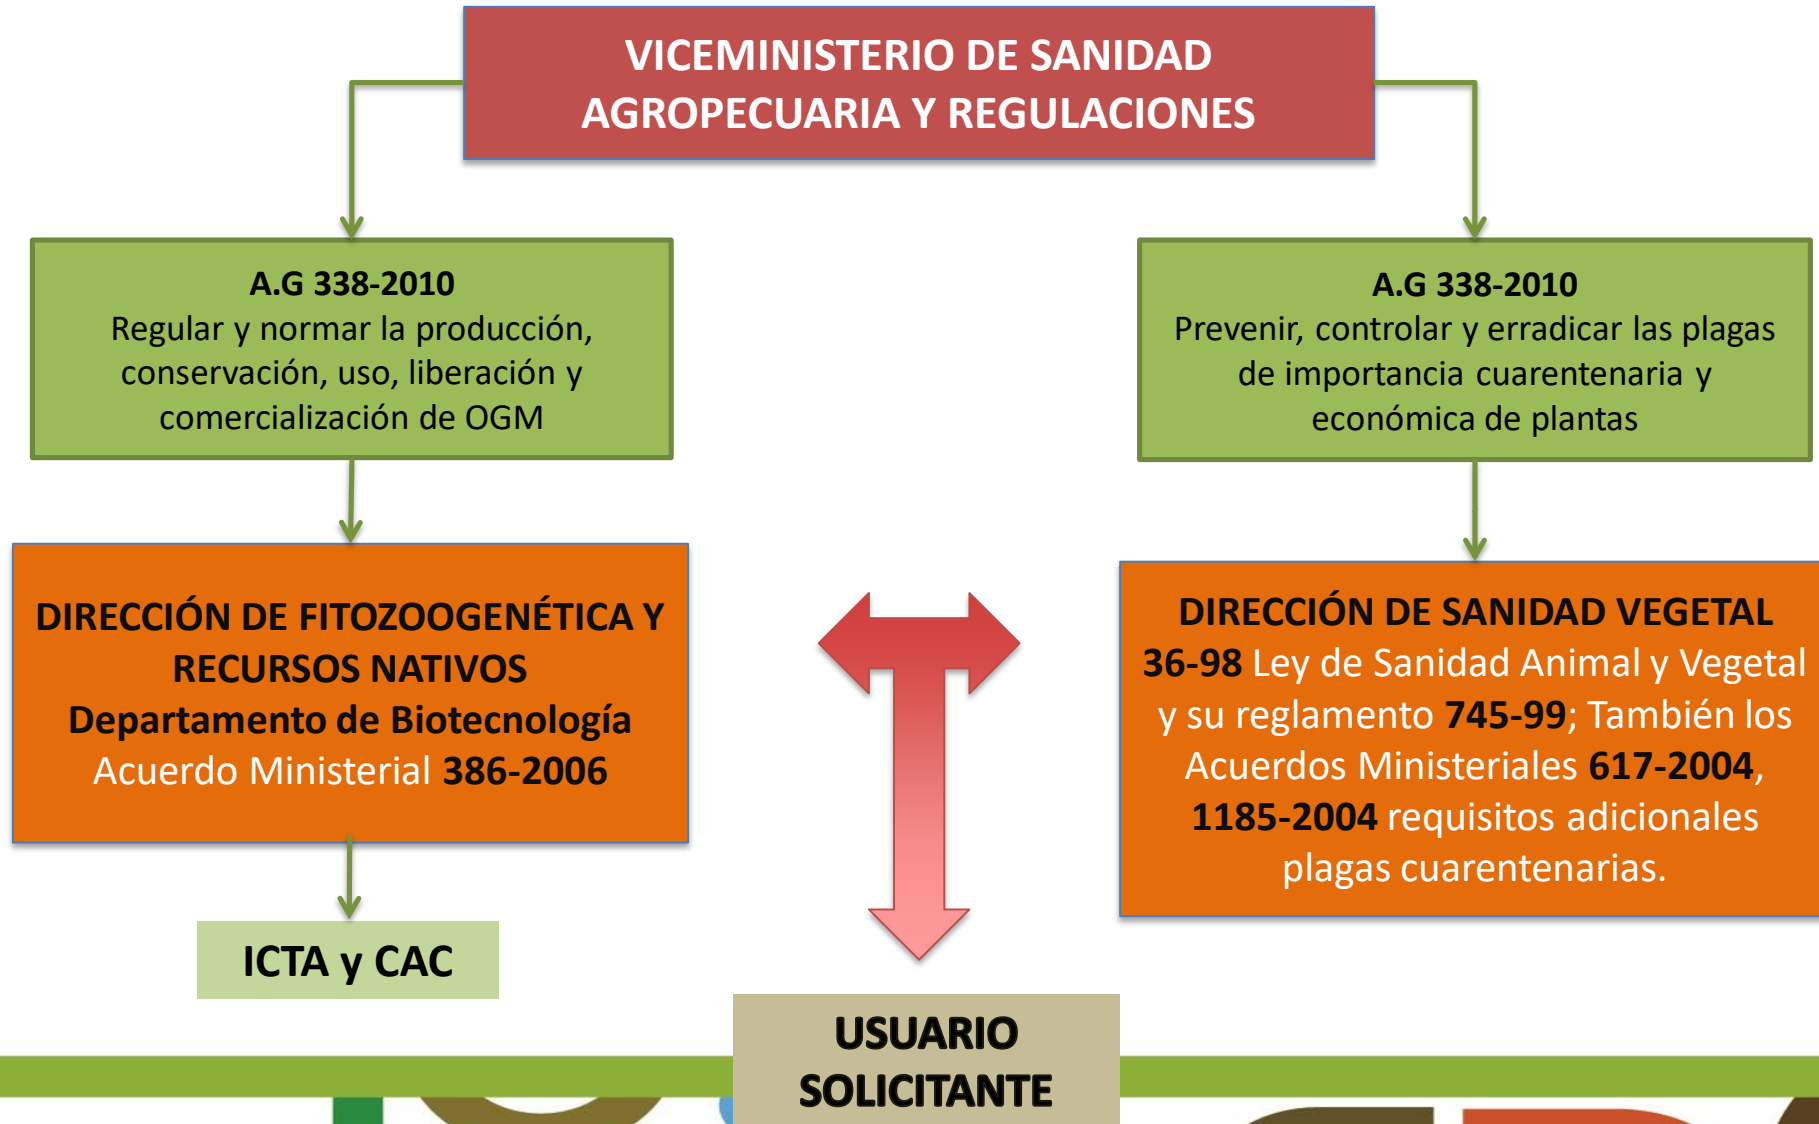 VICEMINISTERIO DE SANIDAD
AGROPECUARIA Y REGULACIONES
A.G 338-2010
Regular y normar la producción,
conservación, uso, liberación y
comercialización de OGM
A.G 338-2010
Prevenir, controlar y erradicar las plagas
de importancia cuarentenaria y
económica de plantas
DIRECCIÓN DE FITOZOOGENÉTICA Y
RECURSOS NATIVOS
Departamento de Biotecnología
Acuerdo Ministerial 386-2006
DIRECCIÓN DE SANIDAD VEGETAL
36-98 Ley de Sanidad Animal y Vegetal
y su reglamento 745-99; También los
Acuerdos Ministeriales 617-2004,
1185-2004 requisitos adicionales
plagas cuarentenarias.
ICTA y CAC
USUARIO
SOLICITANTE